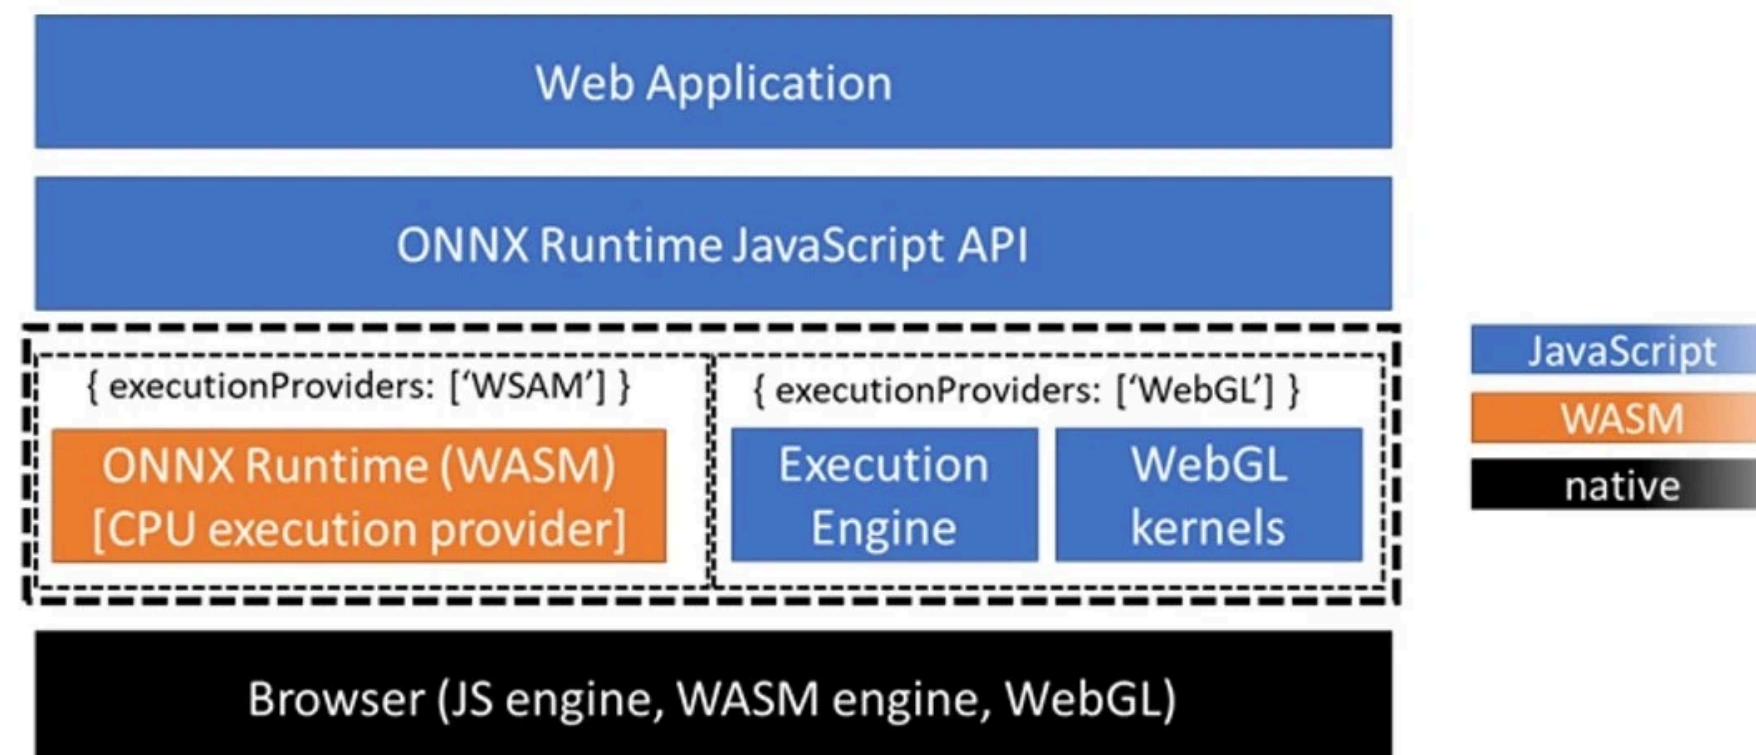 Web Application
ONNX Runtime JavaScript API
{ executionProviders: [‘WSAM’] }
ONNX Runtime (WASM)
[CPU execution provider]
{ executionProviders: [‘WebGL’] }
Execution
Engine
WebGL
kernels
Browser (JS engine, WASM engine, WebGL)
JavaScript
WASM
native